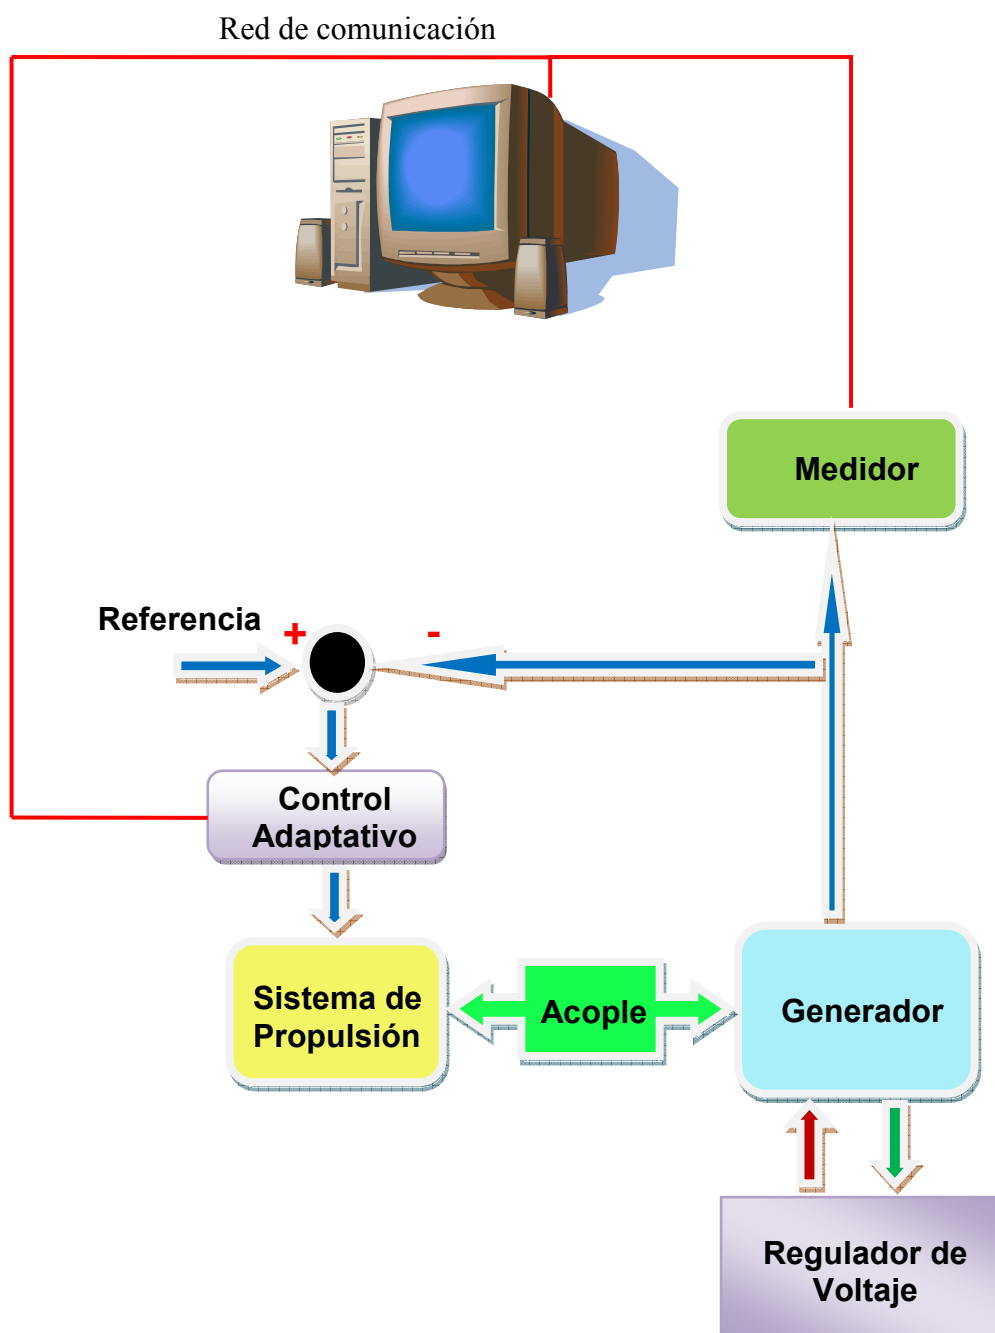 Red de comunicación
Medidor
Referencia
+
-
Control
Adaptativo
Sistema de
Propulsión
Acople
Generador
Regulador de
Voltaje